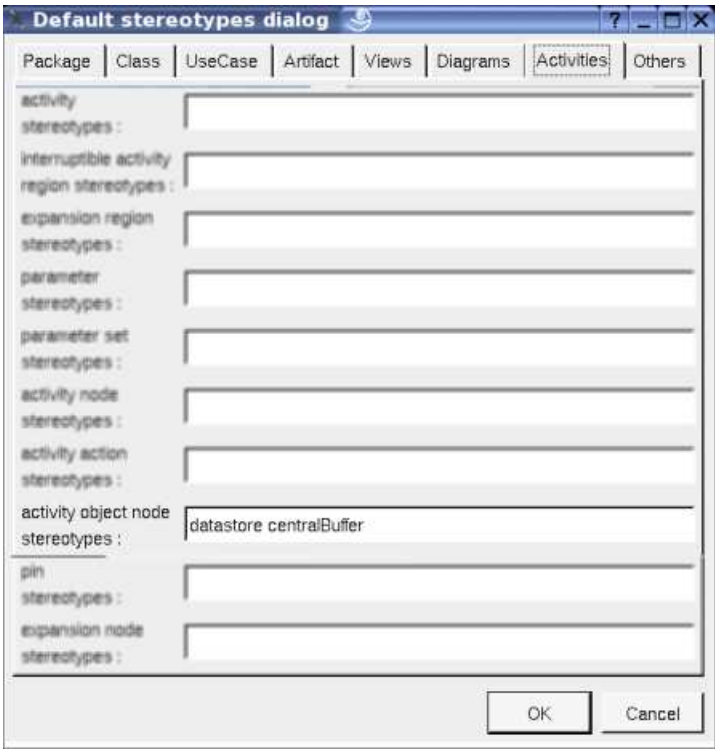 Default stereotypes dialog
Package Class UseCase Artifact Views Diagrams Activities Others
activity
stereotypes :
interruptible activity
region stereotypes :
expansion region
stereotypes :
parameter
stereotypes :
parameter set
stereotypes :
activity node
stereotypes :
activity action
stereotypes :
activity object node
stereotypes :
datastore centralBuffer
pin
stereotypes :
expansion node
stereotypes :
OK Cancel